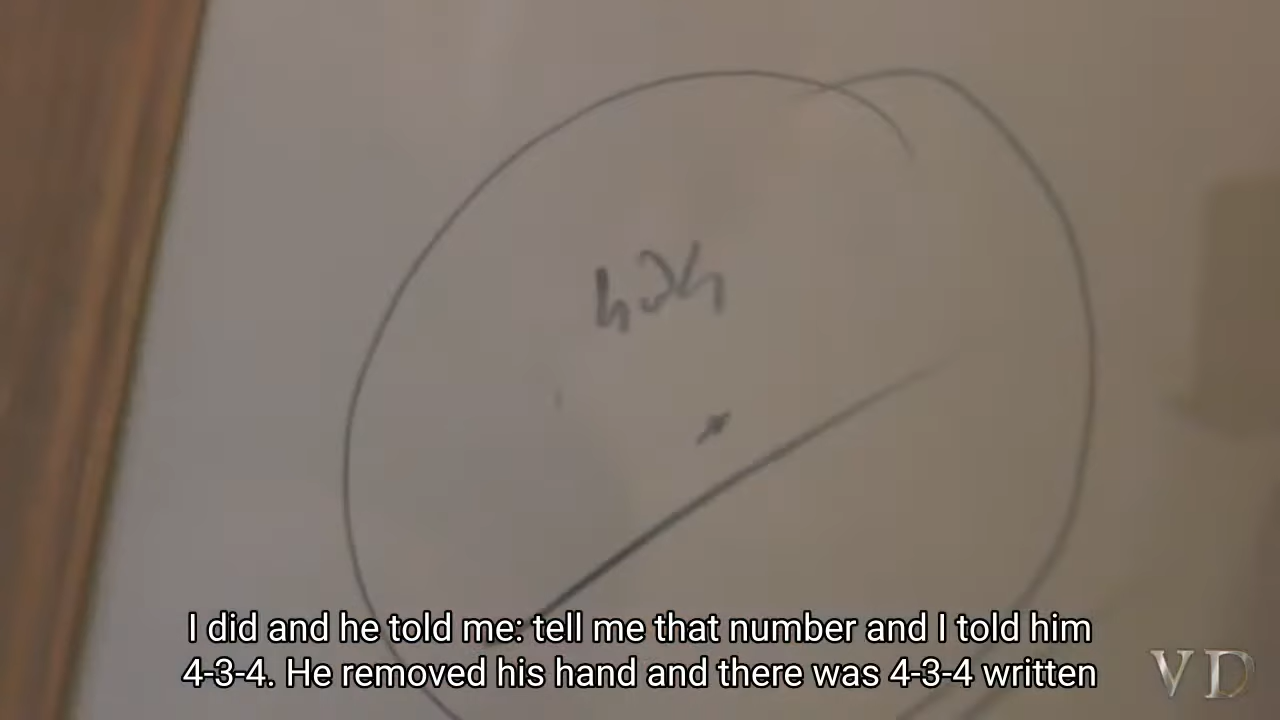 434
I did and he told me: tell me that number and I told him
4-3-4. He removed his hand and there was 4-3-4 written
VD